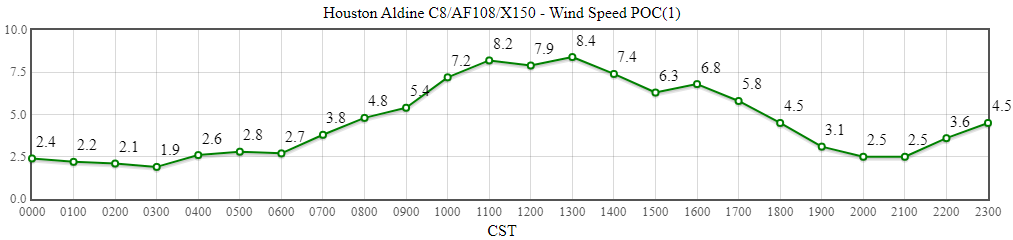 Houston Aldine C8/AF108/X150 - Wind Speed POC(1)
10.0
7.5
5.0
2.5
0.0
2.4 2.2 2.1 1.9 2.6 2.8 2.7 3.8 4.8 5.4 7.2 8.2 7.9 8.4 7.4 6.3 6.8 5.8 4.5 3.1 2.5 2.5 3.6 4.5
0000 0100 0200 0300 0400 0500 0600 0700 0800 0900 1000 1100 1200 1300 1400 1500 1600 1700 1800 1900 2000 2100 2200 2300
CST